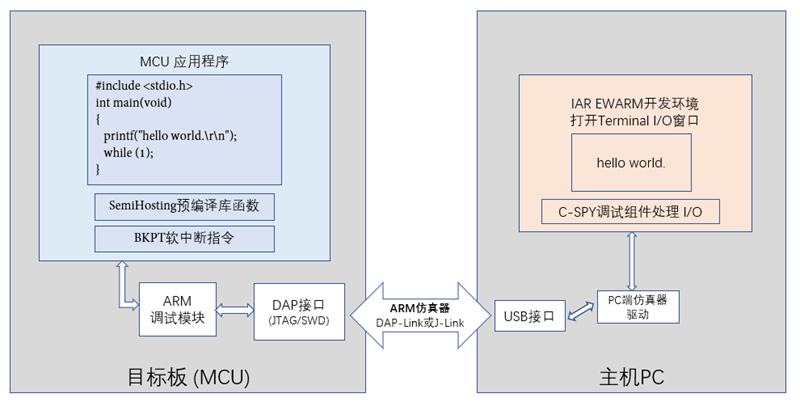 MCU 应用程序
#include <stdio.h>
int main(void)
{
printf("hello world.\r\n");
while (1);
}
SemiHosting预编译库函数
BKPT软中断指令
ARM
调试模块
DAP接口
(JTAG/SWD)
目标板 (MCU)
ARM仿真器
DAP-Link或J-Link
IAR EWARM开发环境
打开Terminal I/O窗口
hello world.
C-SPY调试组件处理 I/O
USB接口
PC端仿真器
驱动
主机PC